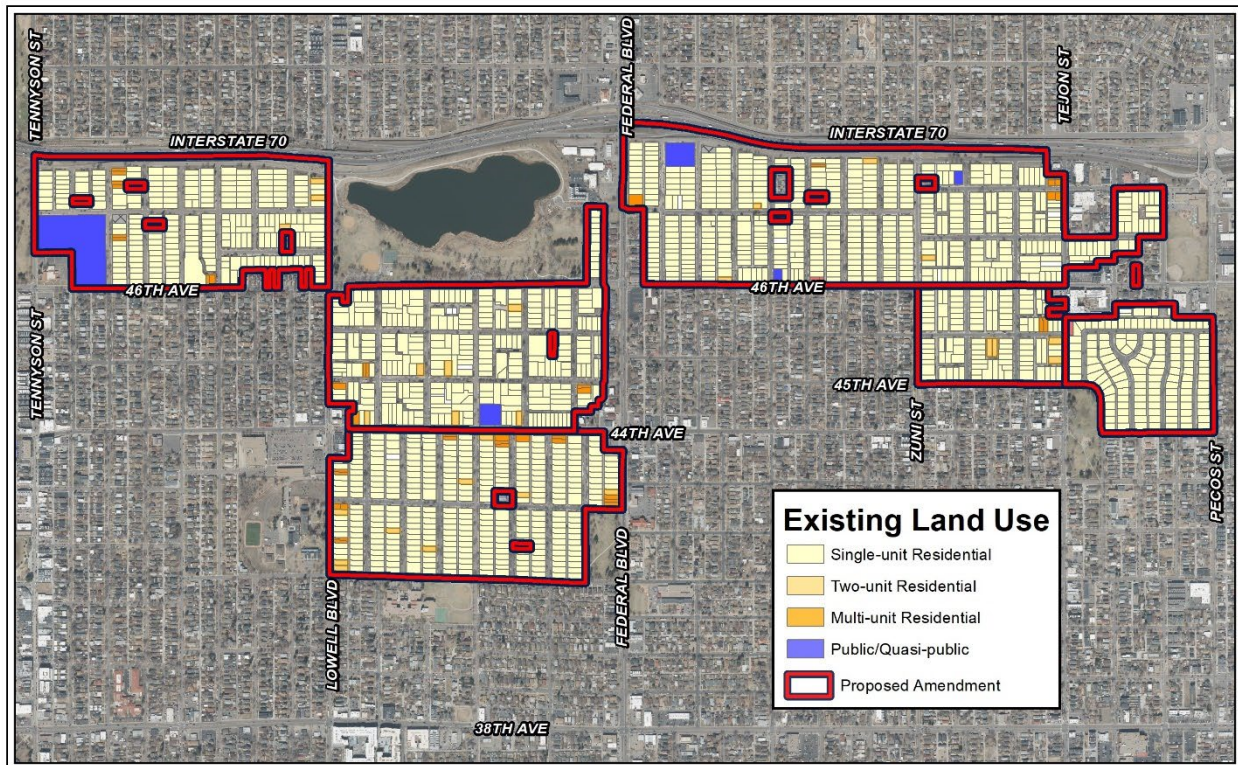 TENNYSON ST
FEDERAL BLVD
TEJON ST
INTERSTATE 70
INTERSTATE 70
46TH AVE
46TH AVE
TENNYSON ST
45TH AVE
44TH AVE
ZUNI ST
PECOS ST
LOWELL BLVD
FEDERAL BLVD
38TH AVE
Existing Land Use
Single-unit Residential
Two-unit Residential
Multi-unit Residential
Public/Quasi-public
Proposed Amendment